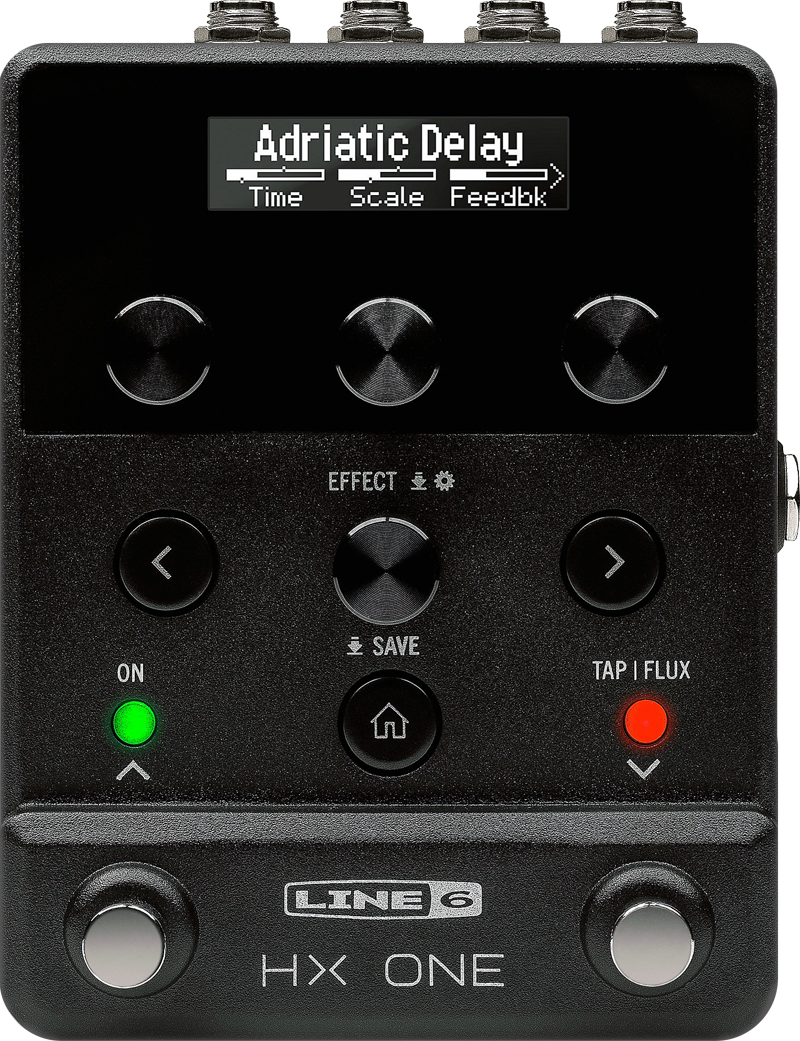 Adriatic Delay
Time Scale Feedbk
EFFECT
SAVE
ON
TAP | FLUX
LINE 6
HX ONE